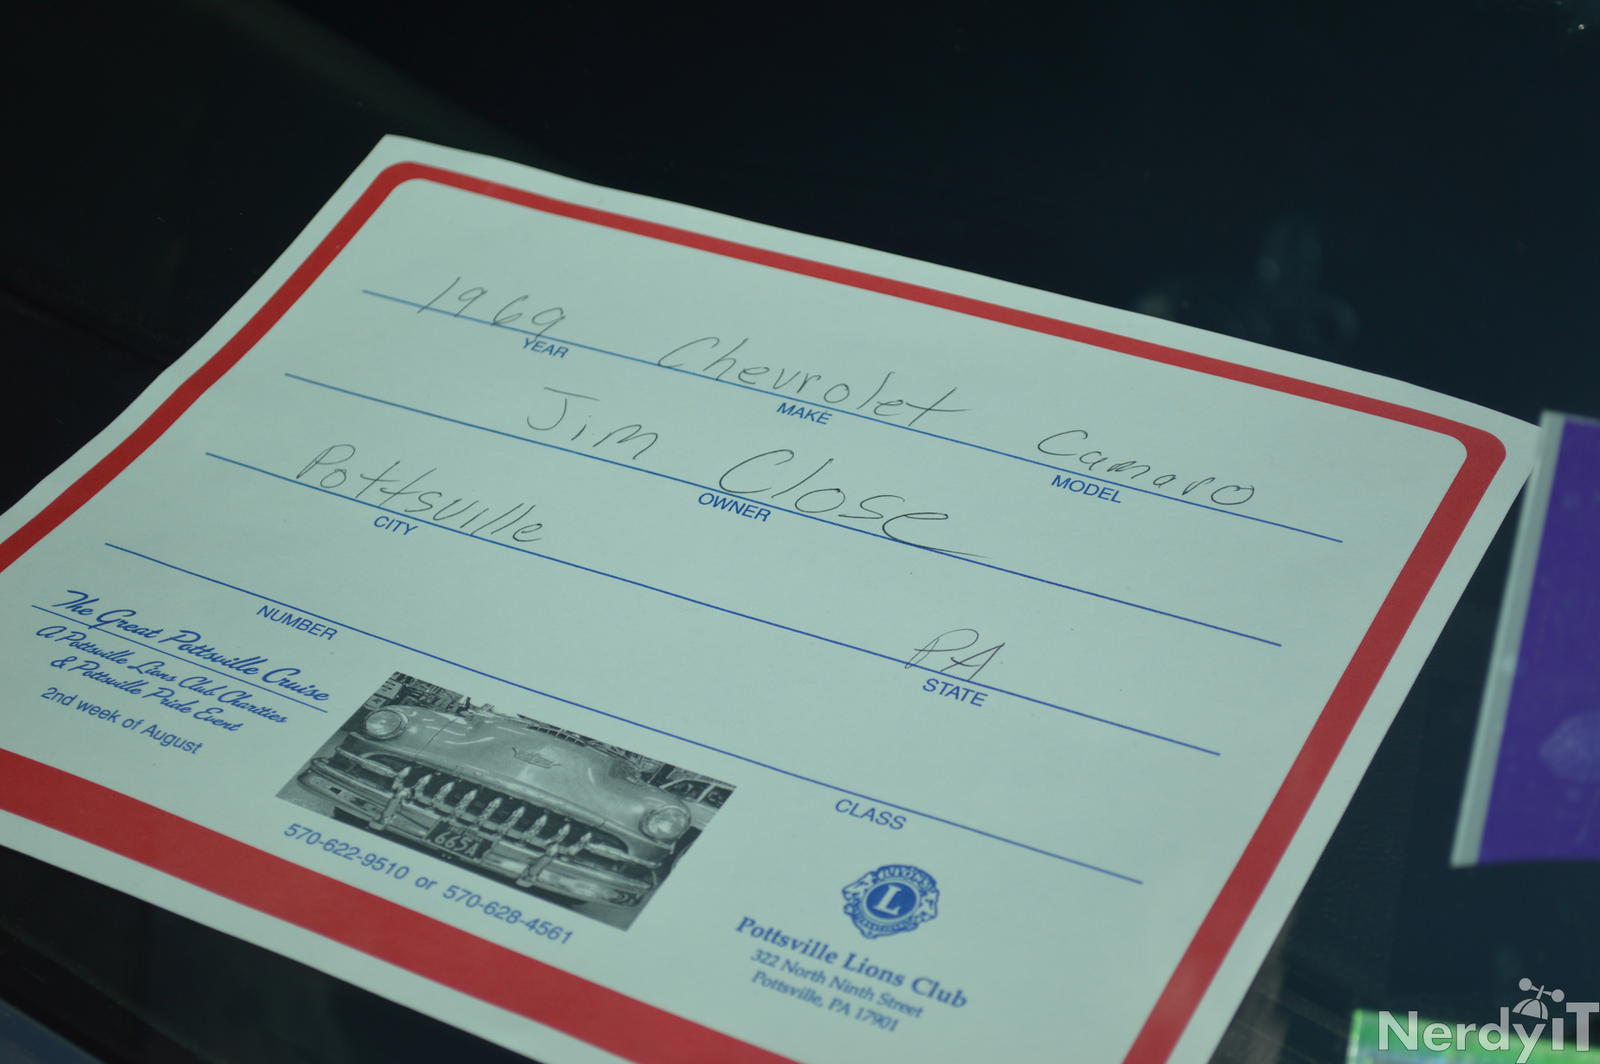 1969 Chevrolet Camaro
YEAR MAKE MODEL
Jim Close
OWNER
Pottsville PA
CITY STATE
NUMBER CLASS
The Great Pottsville Cruise
A Pottsville Lions Club Charities
& Pottsville Pride Event
2nd week of August
665A
570-622-9510 or 570-628-4561
L
Pottsville Lions Club
322 North Ninth Street
Pottsville, PA 17901
NerdyiT